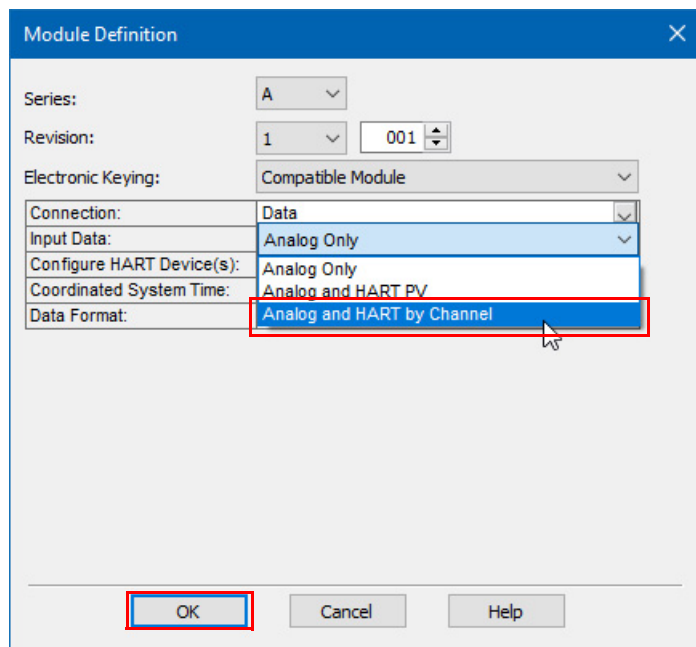 Module Definition
Series: A
Revision: 1 001
Electronic Keying: Compatible Module
Connection: Data
Input Data: Analog Only
Configure HART Device(s): Analog Only
Coordinated System Time: Analog and HART PV
Data Format: Analog and HART by Channel
OK Cancel Help